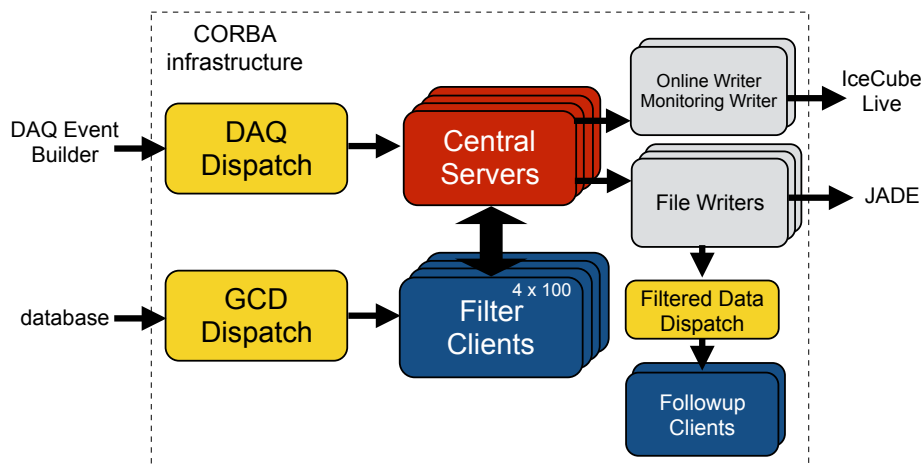 CORBA
infrastructure
DAQ Event
Builder
DAQ
Dispatch
Central
Servers
Online Writer
Monitoring Writer
IceCube
Live
File Writers
JADE
database
GCD
Dispatch
4 x 100
Filter
Clients
Filtered Data
Dispatch
Followup
Clients